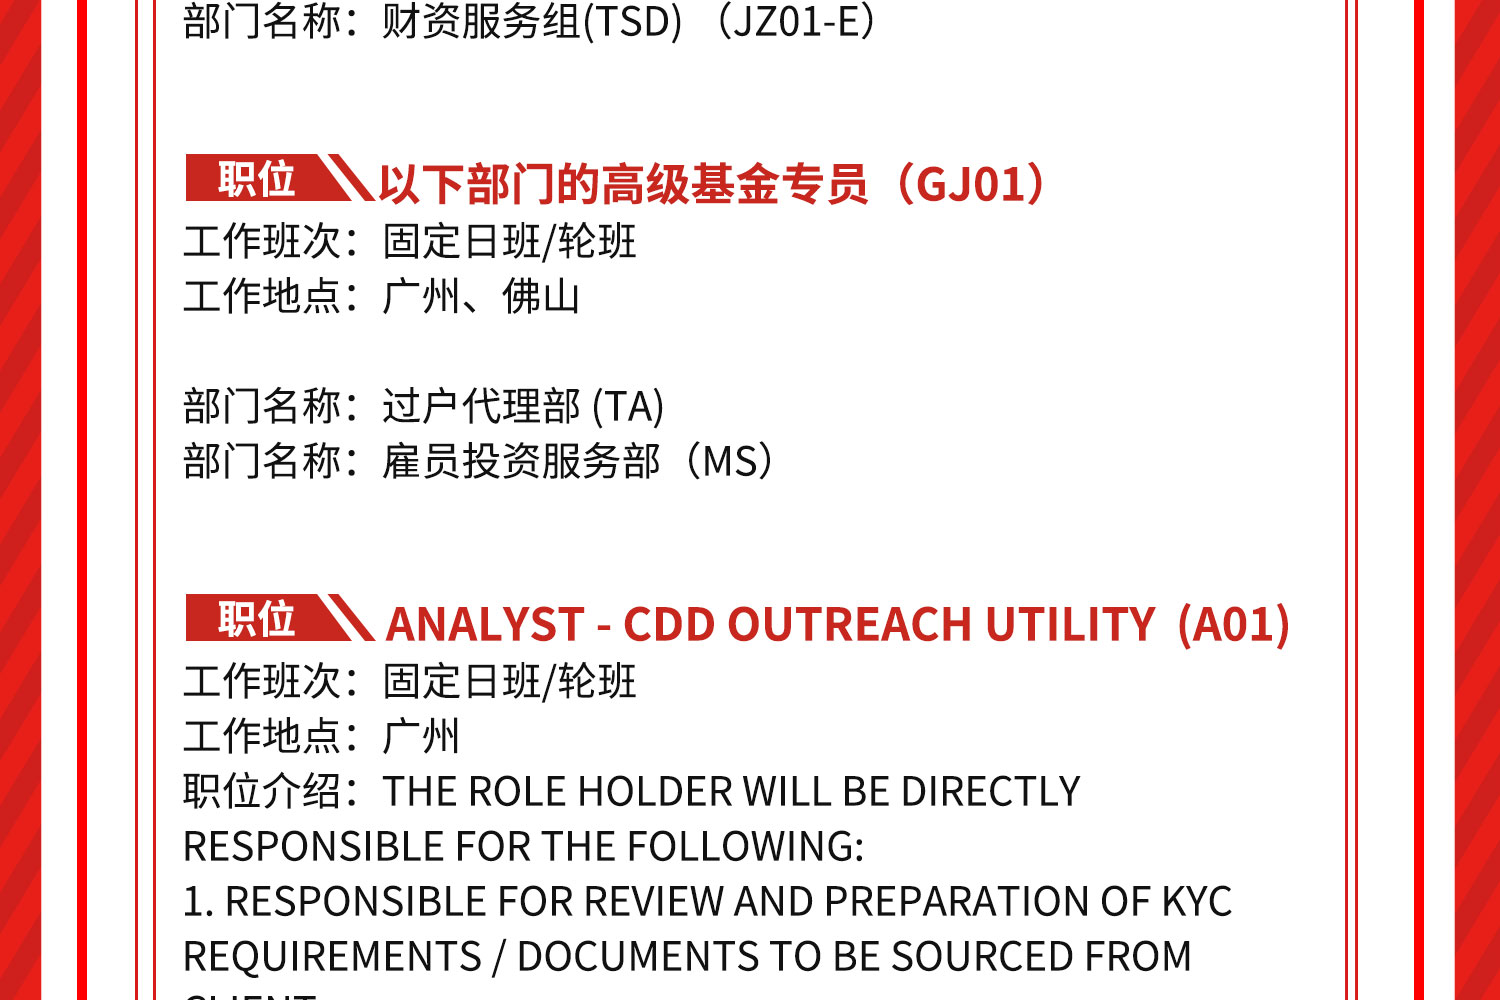 部门名称：财资服务组(TSD) （JZ01-E）
职位 以下部门的高级基金专员（GJ01）
工作班次：固定日班/轮班
工作地点：广州、佛山
部门名称：过户代理部 (TA)
部门名称：雇员投资服务部（MS）
职位 ANALYST - CDD OUTREACH UTILITY (A01)
工作班次：固定日班/轮班
工作地点：广州
职位介绍：THE ROLE HOLDER WILL BE DIRECTLY
RESPONSIBLE FOR THE FOLLOWING:
1. RESPONSIBLE FOR REVIEW AND PREPARATION OF KYC
REQUIREMENTS / DOCUMENTS TO BE SOURCED FROM